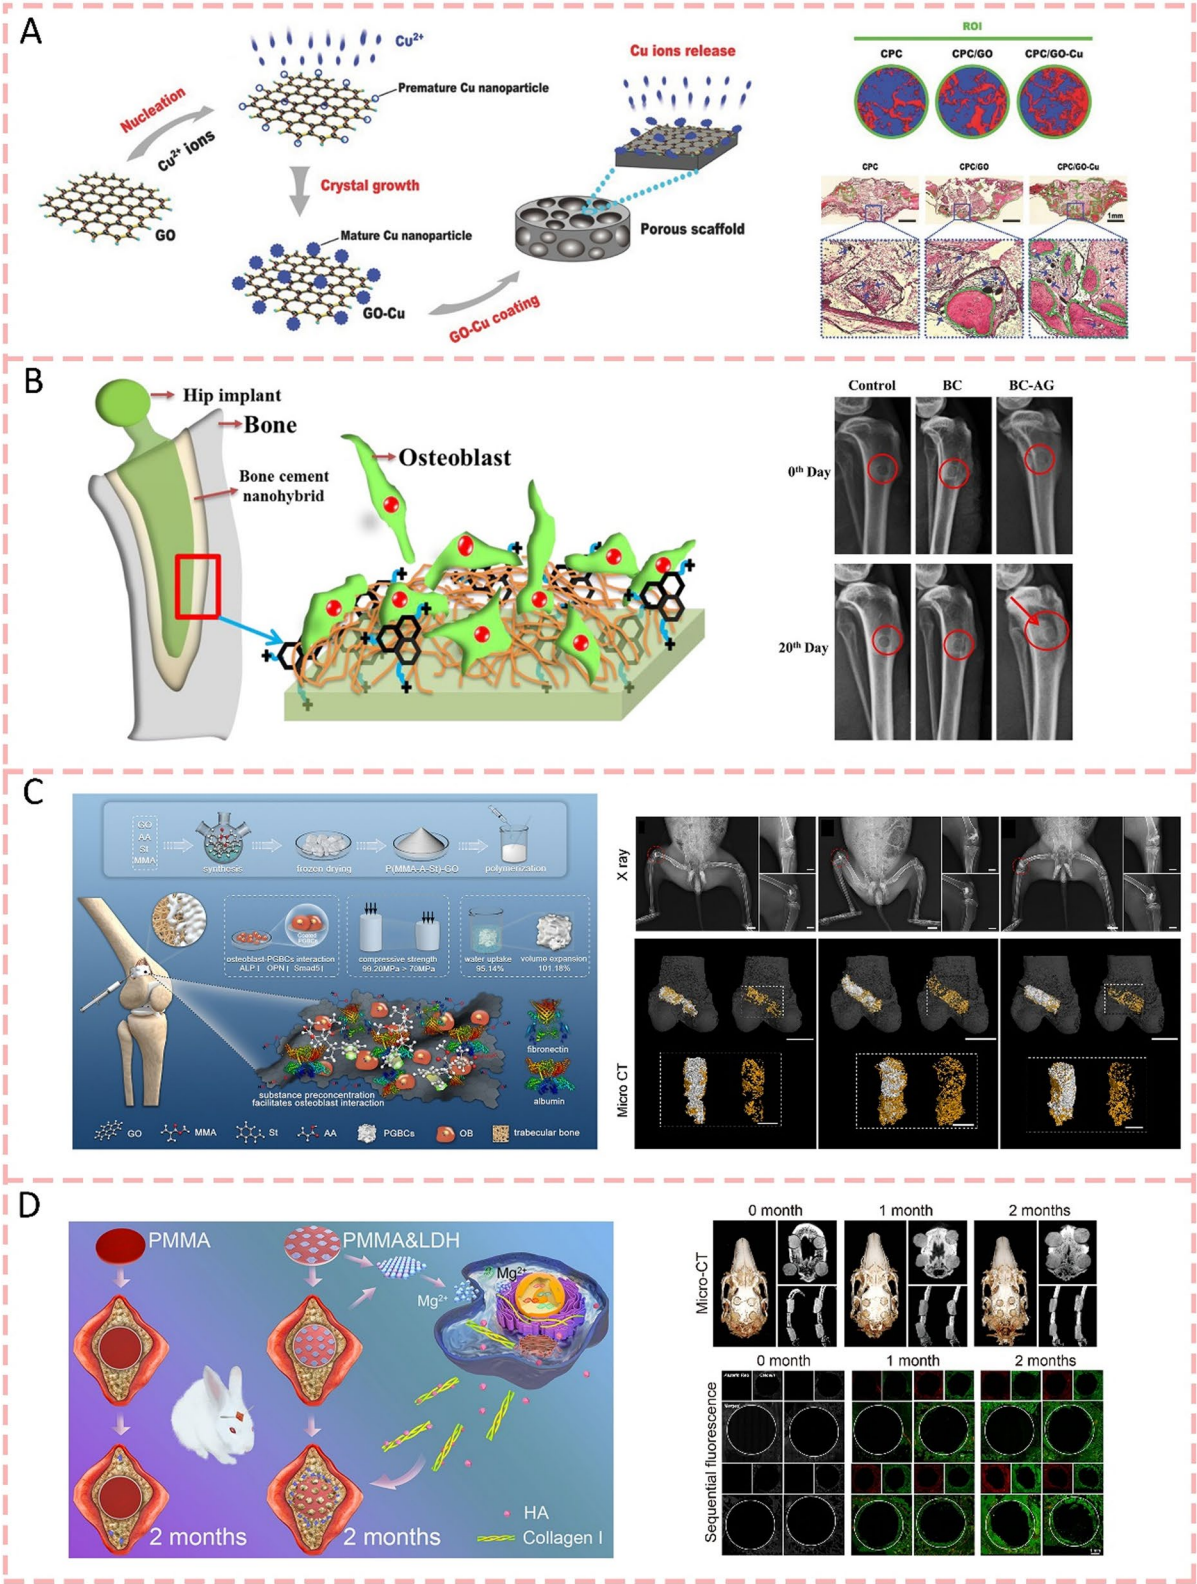 A
Cu²⁺
Premature Cu nanoparticle
Nucleation
Cu²⁺ ions
GO
Crystal growth
Mature Cu nanoparticle
GO-Cu
GO-Cu coating
Cu ions release
Porous scaffold
ROI
CPC
CPC/GO
CPC/GO-Cu
CPC
CPC/GO
CPC/GO-Cu
1mm
B
Hip implant
Bone
Bone cement
nanohybrid
Osteoblast
Control
BC
BC-AG
0th Day
20th Day
C
GO
AA
St
MMA
synthesis
frozen drying
P(MMA-A-St)-GO
polymerization
Coated
PGBCs
osteoblast-PGBCs interaction
compressive strength
99.20MPa > 70MPa
water uptake
95.14%
volume expansion
101.18%
fibronectin
albumin
substance preconcentration
facilitates osteoblast interaction
GO
MMA
St
AA
PGBCs
OB
trabecular bone
X ray
Micro CT
D
PMMA
PMMA&LDH
Mg²⁺
Mg²⁺
2 months
2 months
HA
Collagen I
0 month
1 month
2 months
Micro-CT
0 month
1 month
2 months
Sequential fluorescence